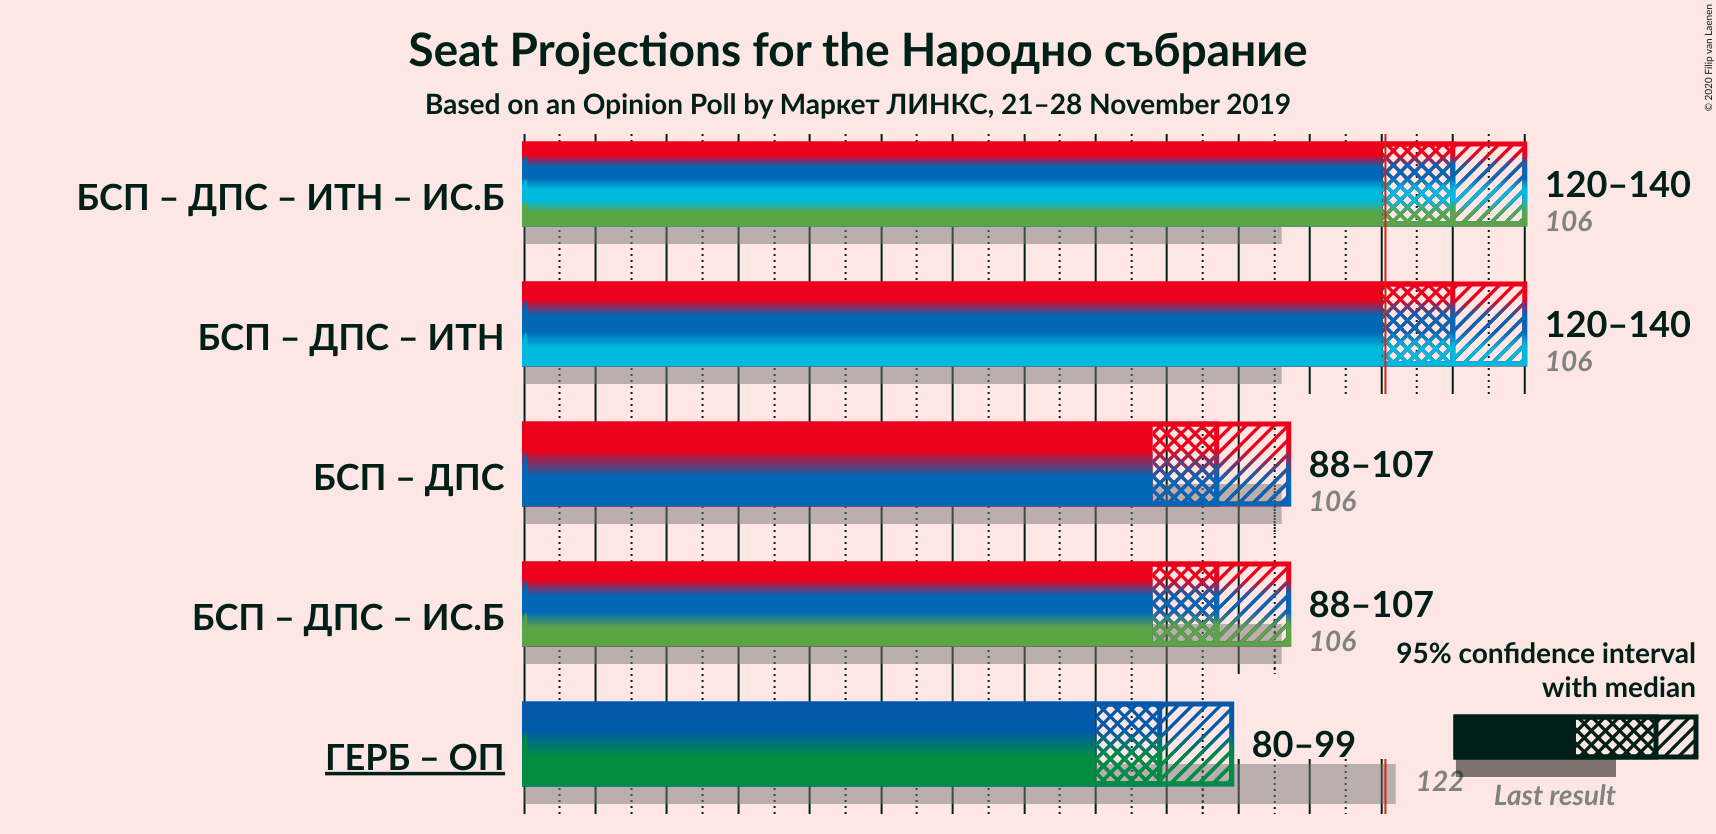 Seat Projections for the Народно събрание
Based on an Opinion Poll by Маркет ЛИНКС, 21–28 November 2019
© 2020 Filip van Laenen
БСП – ДПС – ИТН – ИС.Б
120–140
106
БСП – ДПС – ИТН
120–140
106
БСП – ДПС
88–107
106
БСП – ДПС – ИС.Б
88–107
106
ГЕРБ – ОП
80–99
122
95% confidence interval
with median
Last result